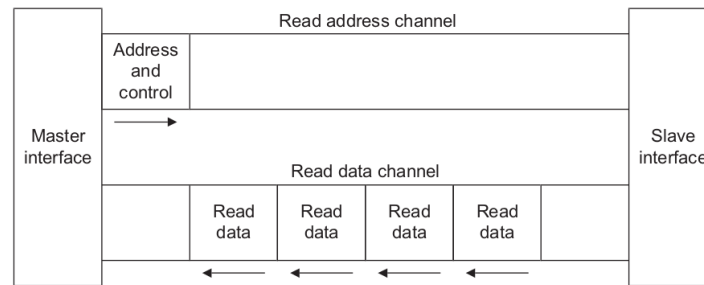 Read address channel
Address
and
control
Master
interface
Slave
interface
Read data channel
Read
data
Read
data
Read
data
Read
data